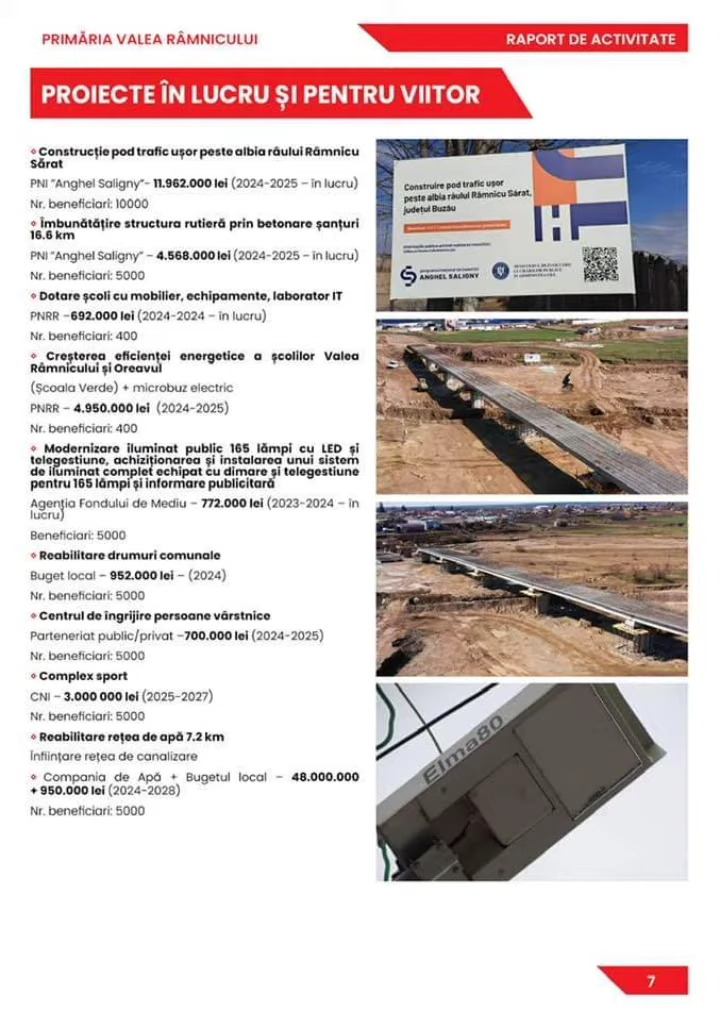 PRIMĂRIA VALEA RÂMNICULUI
RAPORT DE ACTIVITATE
PROIECTE ÎN LUCRU ȘI PENTRU VIITOR
⬥ Construcție pod trafic ușor peste albia râului Râmnicu
Sărat
PNI "Anghel Saligny"- 11.962.000 lei (2024-2025 – în lucru)
Nr. beneficiari: 10000
⬥ Îmbunătățire structura rutieră prin betonare șanțuri
16.6 km
PNI "Anghel Saligny" – 4.568.000 lei (2024-2025 – în lucru)
Nr. beneficiari: 5000
⬥ Dotare școli cu mobilier, echipamente, laborator IT
PNRR –692.000 lei (2024-2024 – în lucru)
Nr. beneficiari: 400
⬥ Creșterea eficienței energetice a școlilor Valea
Râmnicului și Oreavul
(Școala Verde) + microbuz electric
PNRR – 4.950.000 lei (2024-2025)
Nr. beneficiari: 400
⬥ Modernizare iluminat public 165 lămpi cu LED și
telegestiune, achiziționarea și instalarea unui sistem
de iluminat complet echipat cu dimare și telegestiune
pentru 165 lămpi și informare publicitară
Agenția Fondului de Mediu – 772.000 lei (2023-2024 – în
lucru)
Beneficiari: 5000
⬥ Reabilitare drumuri comunale
Buget local – 952.000 lei – (2024)
Nr. beneficiari: 5000
⬥ Centrul de îngrijire persoane vârstnice
Parteneriat public/privat –700.000 lei (2024-2025)
Nr. beneficiari: 5000
⬥ Complex sport
CNI – 3.000 000 lei (2025-2027)
Nr. beneficiari: 5000
⬥ Reabilitare rețea de apă 7.2 km
Înființare rețea de canalizare
⬥ Compania de Apă + Bugetul local – 48.000.000
+ 950.000 lei (2024-2028)
Nr. beneficiari: 5000
Construire pod trafic ușor
peste albia râului Râmnicu Sărat,
județul Buzău
ANGHEL SALIGNY
Elma80
7